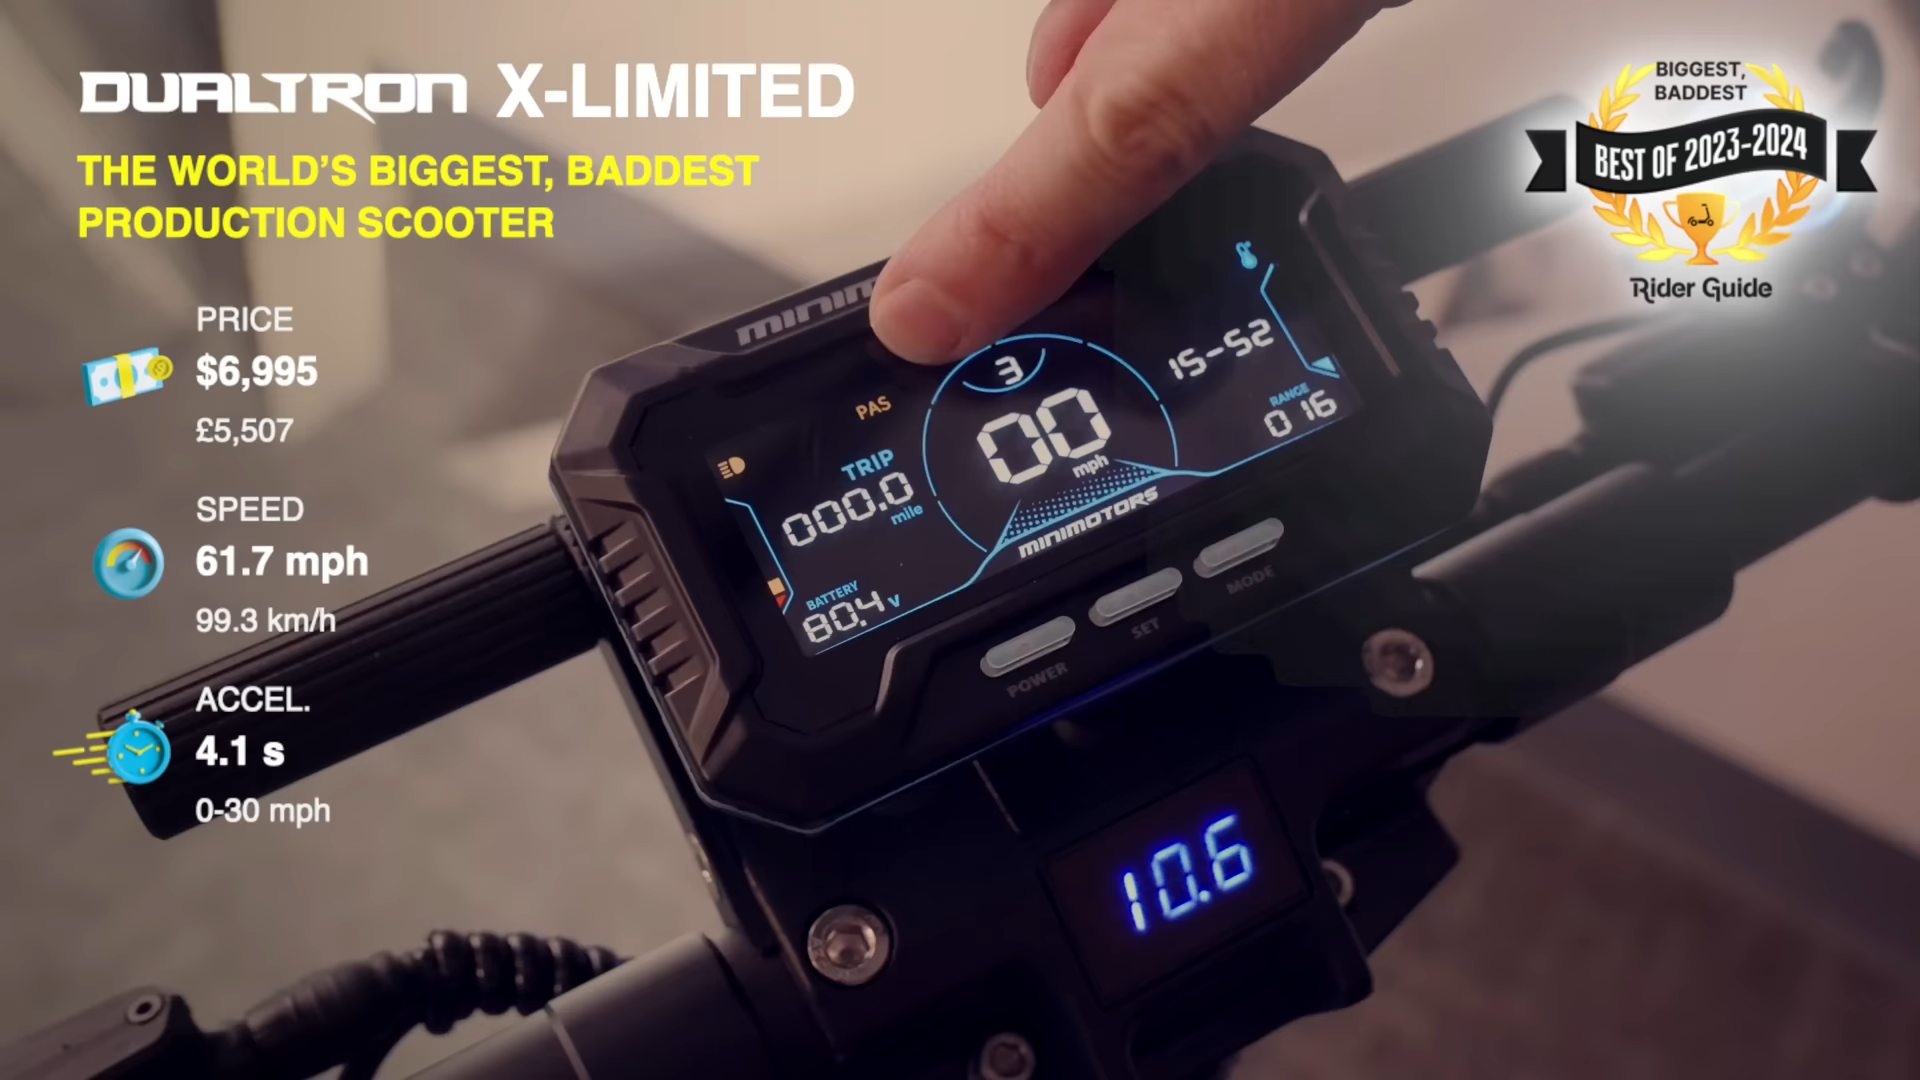 DUALTRON X-LIMITED
THE WORLD'S BIGGEST, BADDEST
PRODUCTION SCOOTER
PRICE
$6,995
£5,507
SPEED
61.7 mph
99.3 km/h
ACCEL.
4.1 s
0-30 mph
BIGGEST,
BADDEST
BEST OF 2023-2024
Rider Guide
minim
3
PAS
15-52
TRIP
000.0
mile
00
mph
RANGE
016
MINIMOTORS
BATTERY
80.4 V
POWER
SET
MODE
10.6